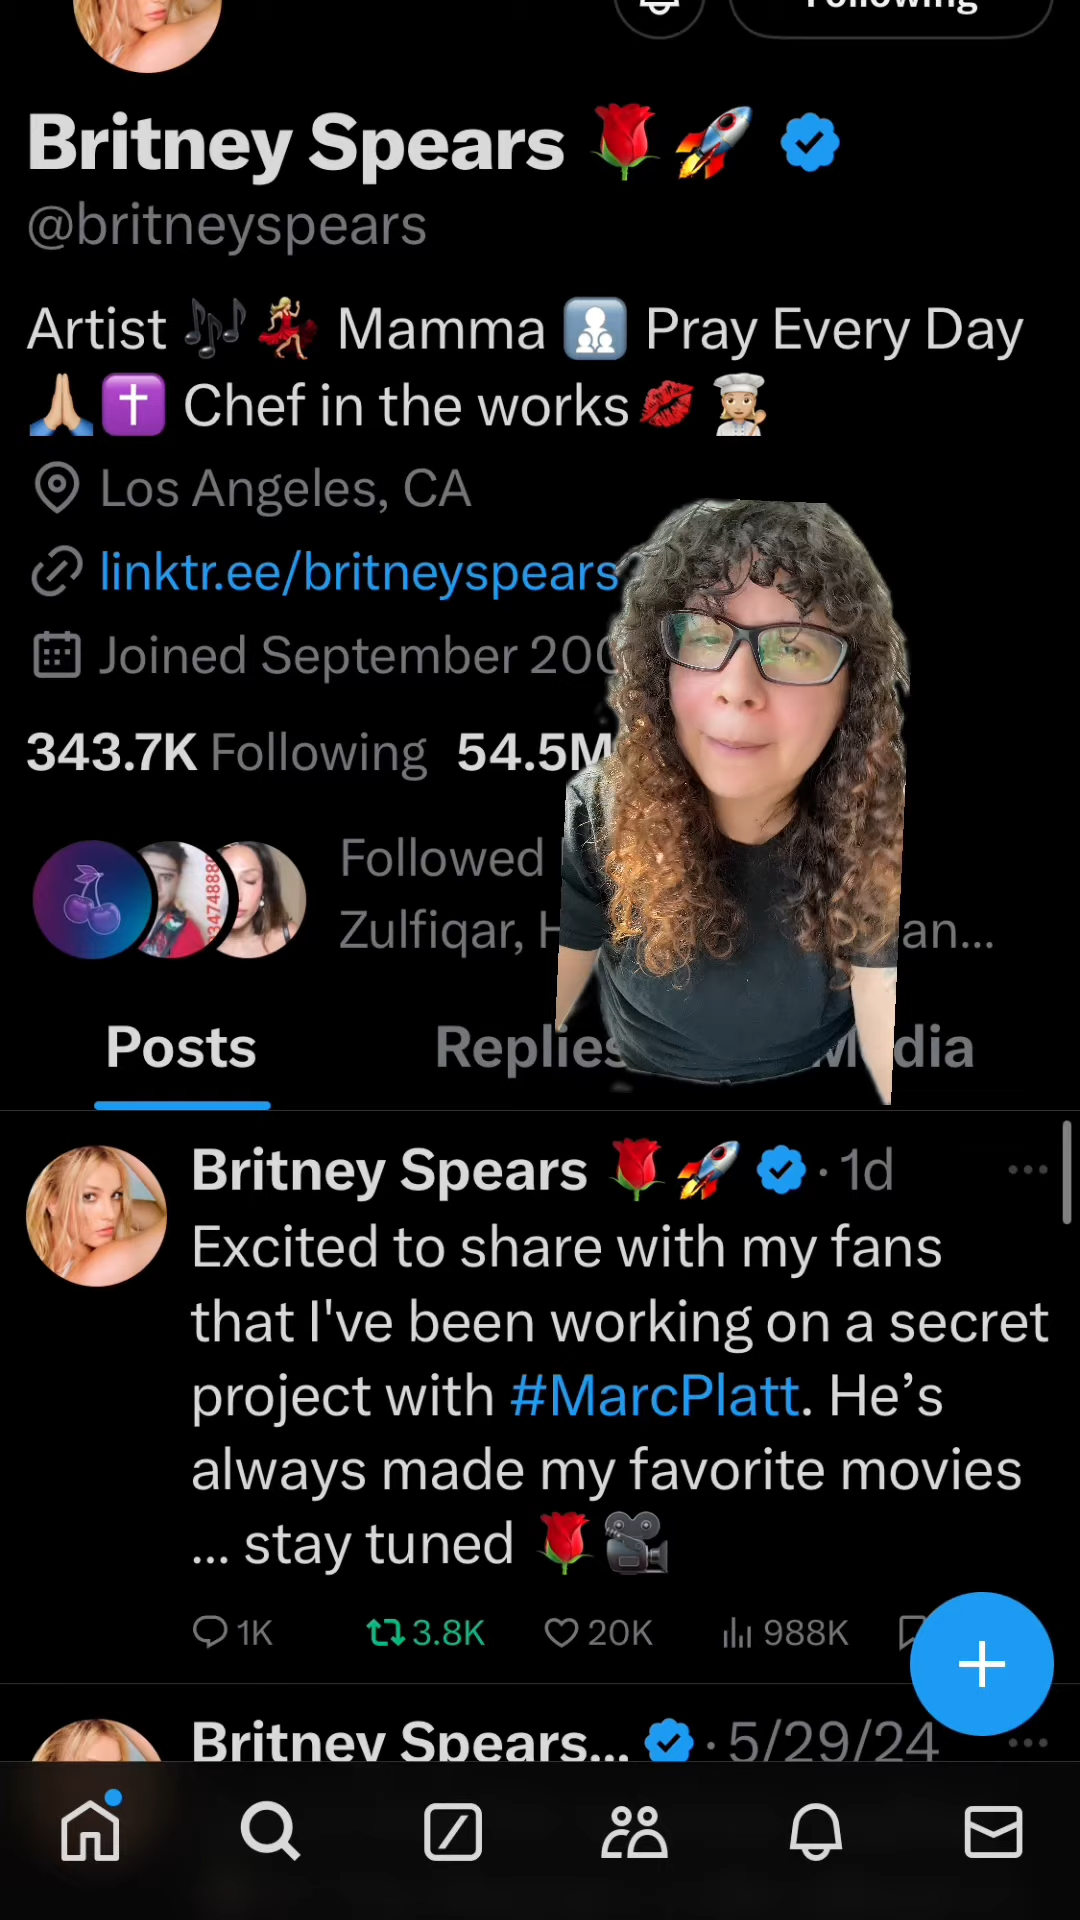 Following
Britney Spears 🌹🚀
@britneyspears
Artist 🎶💃 Mamma 🚼 Pray Every Day
🙏✝️ Chef in the works💋👩‍🍳
Los Angeles, CA
linktr.ee/britneyspears
Joined September
343.7K Following 54.5M
Followed
Zulfiqar,
Posts Replies Media
Britney Spears 🌹🚀 · 1d
Excited to share with my fans
that I've been working on a secret
project with #MarcPlatt. He’s
always made my favorite movies
... stay tuned 🌹🎥
1K 3.8K 20K 988K
Britney Spears... · 5/29/24